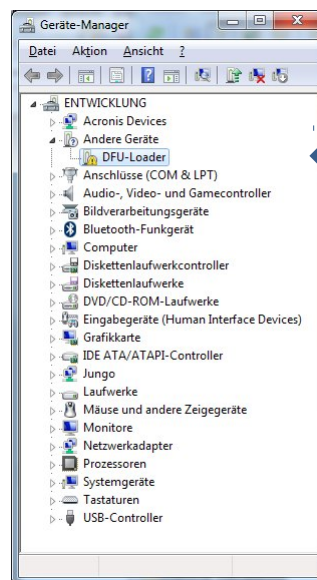 Geräte-Manager
Datei Aktion Ansicht ?
ENTWICKLUNG
Acronis Devices
Andere Geräte
DFU-Loader
Anschlüsse (COM & LPT)
Audio-, Video- und Gamecontroller
Bildverarbeitungsgeräte
Bluetooth-Funkgerät
Computer
Diskettenlaufwerkcontroller
Diskettenlaufwerke
DVD/CD-ROM-Laufwerke
Eingabegeräte (Human Interface Devices)
Grafikkarte
IDE ATA/ATAPI-Controller
Jungo
Laufwerke
Mäuse und andere Zeigegeräte
Monitore
Netzwerkadapter
Prozessoren
Systemgeräte
Tastaturen
USB-Controller